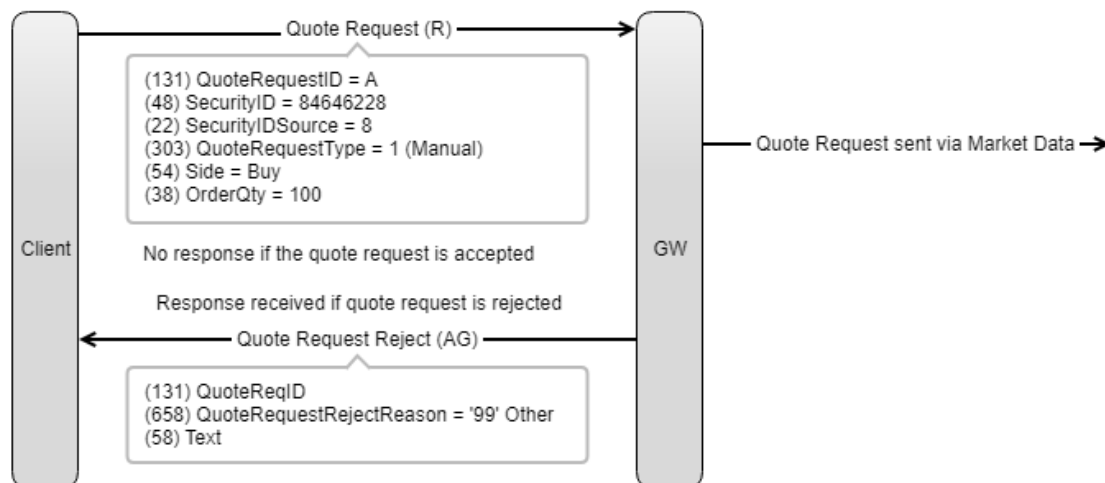 Quote Request (R)
(131) QuoteRequestID = A
(48) SecurityID = 84646228
(22) SecurityIDSource = 8
(303) QuoteRequestType = 1 (Manual)
(54) Side = Buy
(38) OrderQty = 100
Quote Request sent via Market Data
Client
No response if the quote request is accepted
GW
Response received if quote request is rejected
Quote Request Reject (AG)
(131) QuoteReqID
(658) QuoteRequestRejectReason = '99' Other
(58) Text